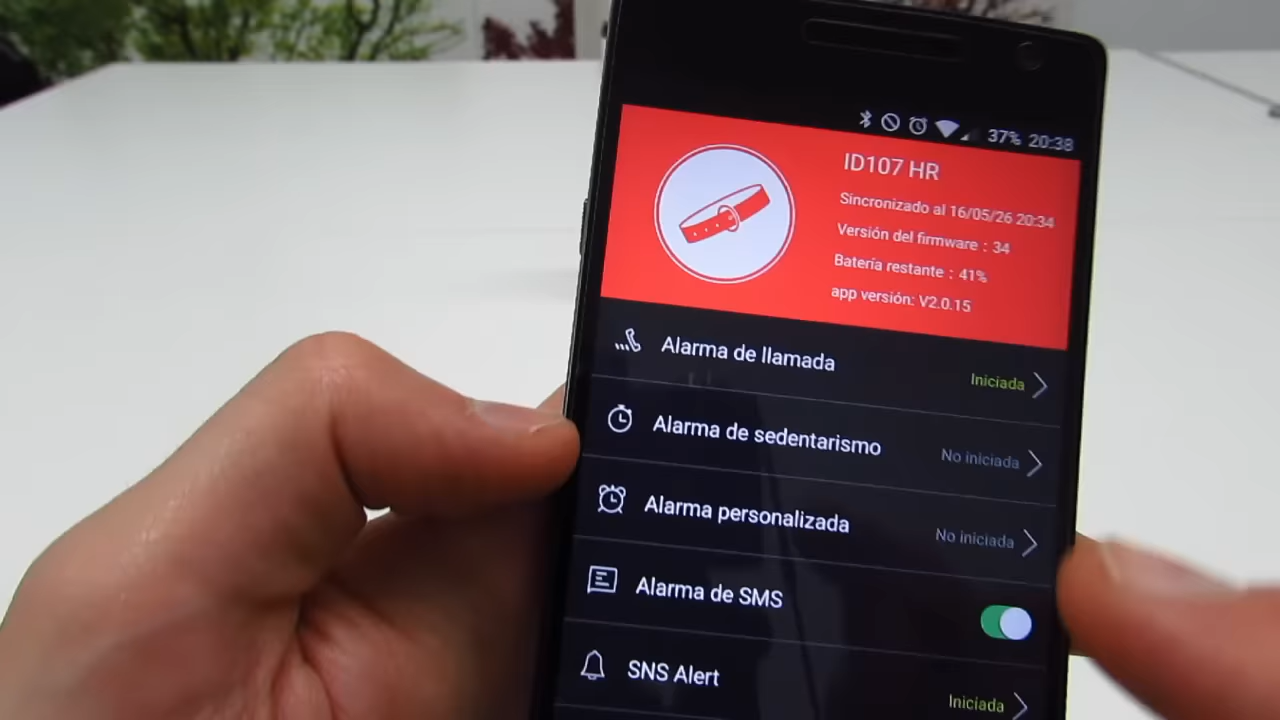 37% 20:38
ID107 HR
Sincronizado al 16/05/26 20:34
Versión del firmware : 34
Batería restante : 41%
app versión: V2.0.15
Alarma de llamada
Iniciada
Alarma de sedentarismo
No iniciada
Alarma personalizada
No iniciada
Alarma de SMS
SNS Alert
Iniciada